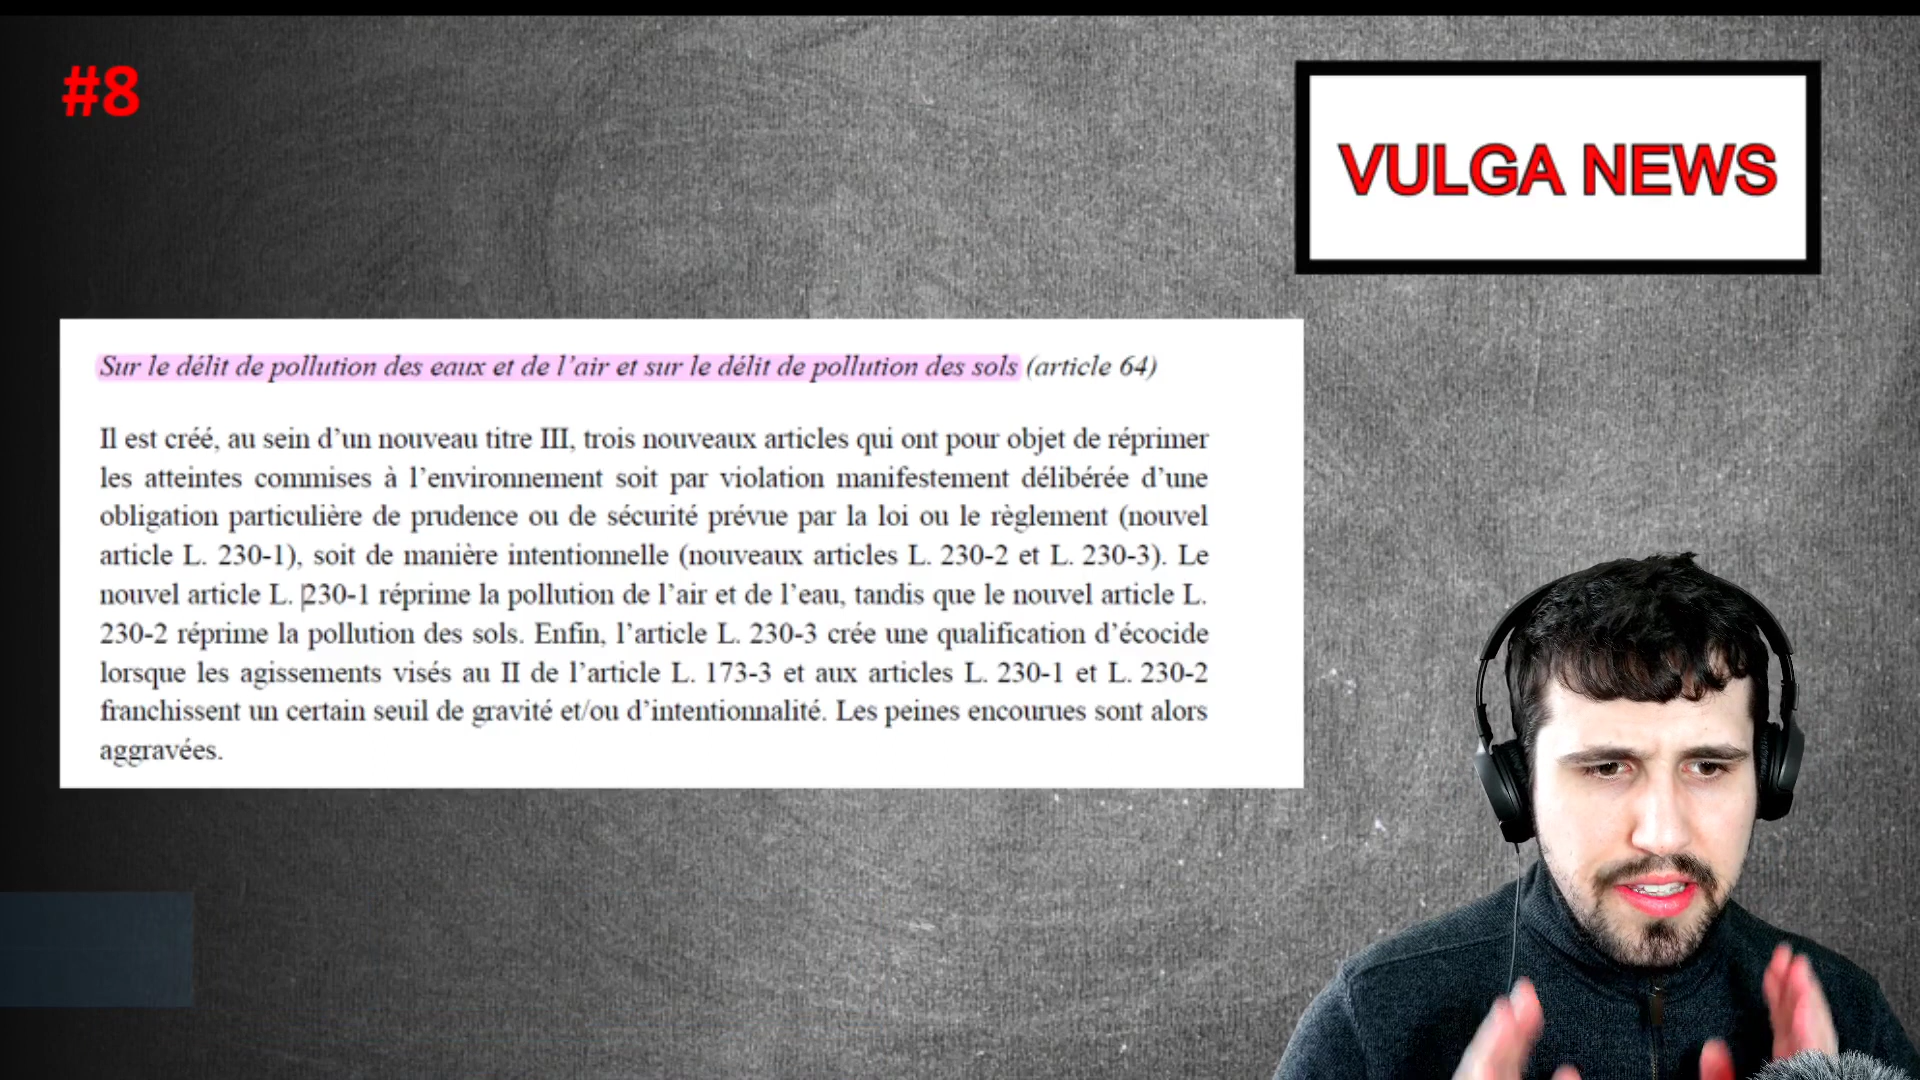 #8
VULGA NEWS
Sur le délit de pollution des eaux et de l’air et sur le délit de pollution des sols (article 64)
Il est créé, au sein d’un nouveau titre III, trois nouveaux articles qui ont pour objet de réprimer
les atteintes commises à l’environnement soit par violation manifestement délibérée d’une
obligation particulière de prudence ou de sécurité prévue par la loi ou le règlement (nouvel
article L. 230-1), soit de manière intentionnelle (nouveaux articles L. 230-2 et L. 230-3). Le
nouvel article L. 230-1 réprime la pollution de l’air et de l’eau, tandis que le nouvel article L.
230-2 réprime la pollution des sols. Enfin, l’article L. 230-3 crée une qualification d’écocide
lorsque les agissements visés au II de l’article L. 173-3 et aux articles L. 230-1 et L. 230-2
franchissent un certain seuil de gravité et/ou d’intentionnalité. Les peines encourues sont alors
aggravées.